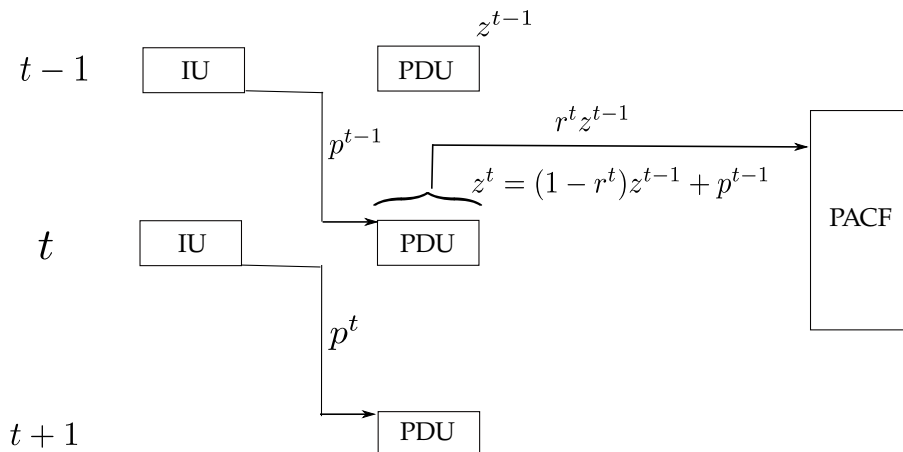 z^{t-1}
t − 1 IU PDU
r^t z^{t-1}
p^{t-1}
z^t = (1 − r^t)z^{t-1} + p^{t-1}
t IU PDU PACF
p^t
t + 1 PDU